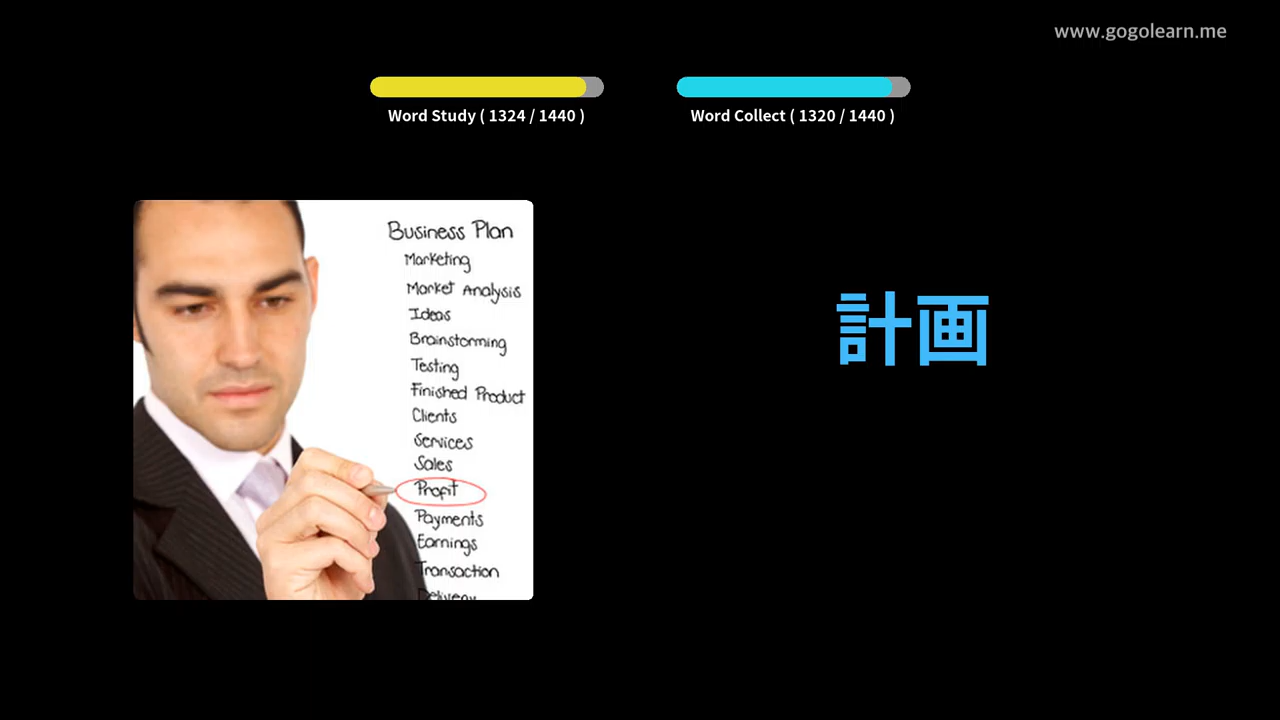 www.gogolearn.me
Word Study ( 1324 / 1440 )
Word Collect ( 1320 / 1440 )
Business Plan
Marketing
Market Analysis
Ideas
Brainstorming
Testing
Finished Product
Clients
Services
Sales
Profit
Payments
Earnings
Transaction
Delivery
計画